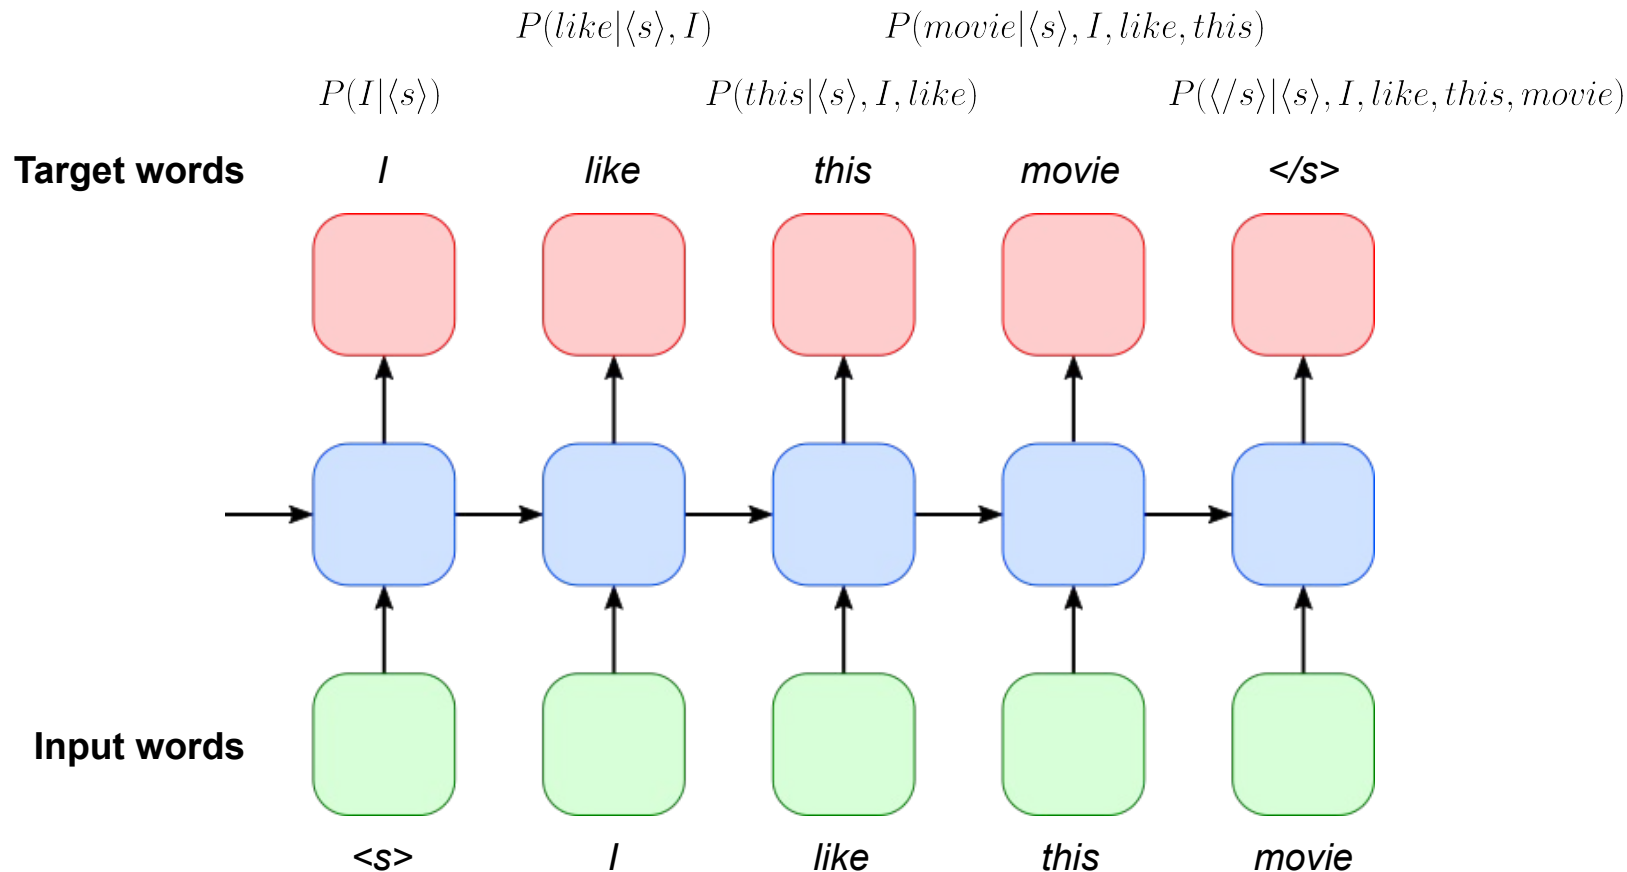 P(like|⟨s⟩, I) P(movie|⟨s⟩, I, like, this)
P(I|⟨s⟩) P(this|⟨s⟩, I, like) P(⟨/s⟩|⟨s⟩, I, like, this, movie)
Target words I like this movie </s>
Input words
<s> I like this movie